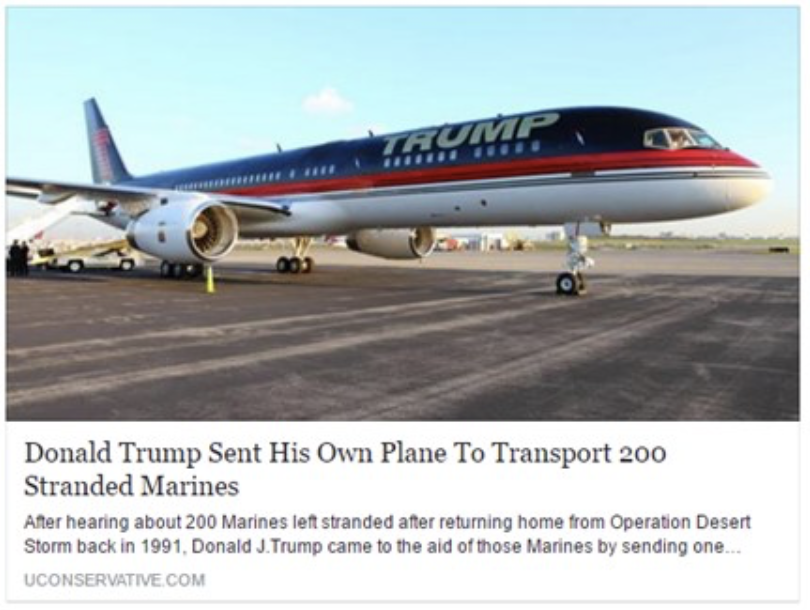 TRUMP
Donald Trump Sent His Own Plane To Transport 200
Stranded Marines
After hearing about 200 Marines left stranded after returning home from Operation Desert
Storm back in 1991, Donald J.Trump came to the aid of those Marines by sending one...
UCONSERVATIVE.COM